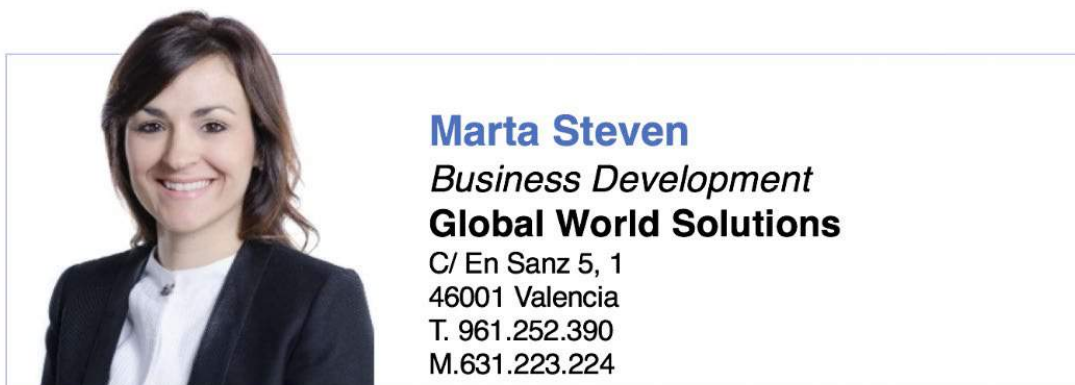 Marta Steven
Business Development
Global World Solutions
C/ En Sanz 5, 1
46001 Valencia
T. 961.252.390
M.631.223.224